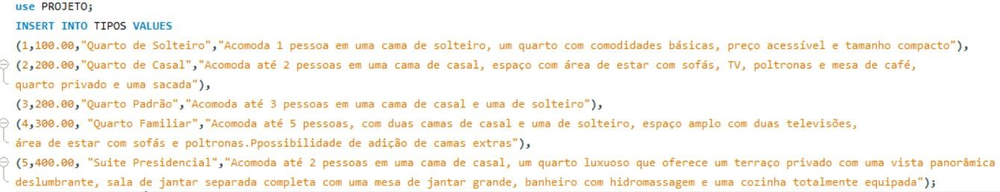 use PROJETO;
INSERT INTO TIPOS VALUES
(1,100.00,"Quarto de Solteiro","Acomoda 1 pessoa em uma cama de solteiro, um quarto com comodidades básicas, preço acessível e tamanho compacto"),
(2,200.00,"Quarto de Casal","Acomoda até 2 pessoas em uma cama de casal, espaço com área de estar com sofás, TV, poltronas e mesa de café,
quarto privado e uma sacada"),
(3,200.00,"Quarto Padrão","Acomoda até 3 pessoas em uma cama de casal e uma de solteiro"),
(4,300.00, "Quarto Familiar","Acomoda até 5 pessoas, com duas camas de casal e uma de solteiro, espaço amplo com duas televisões,
área de estar com sofás e poltronas.Ppossibilidade de adição de camas extras"),
(5,400.00, "Suite Presidencial","Acomoda até 2 pessoas em uma cama de casal, um quarto luxuoso que oferece um terraço privado com uma vista panorâmica
deslumbrante, sala de jantar separada completa com uma mesa de jantar grande, banheiro com hidromassagem e uma cozinha totalmente equipada");